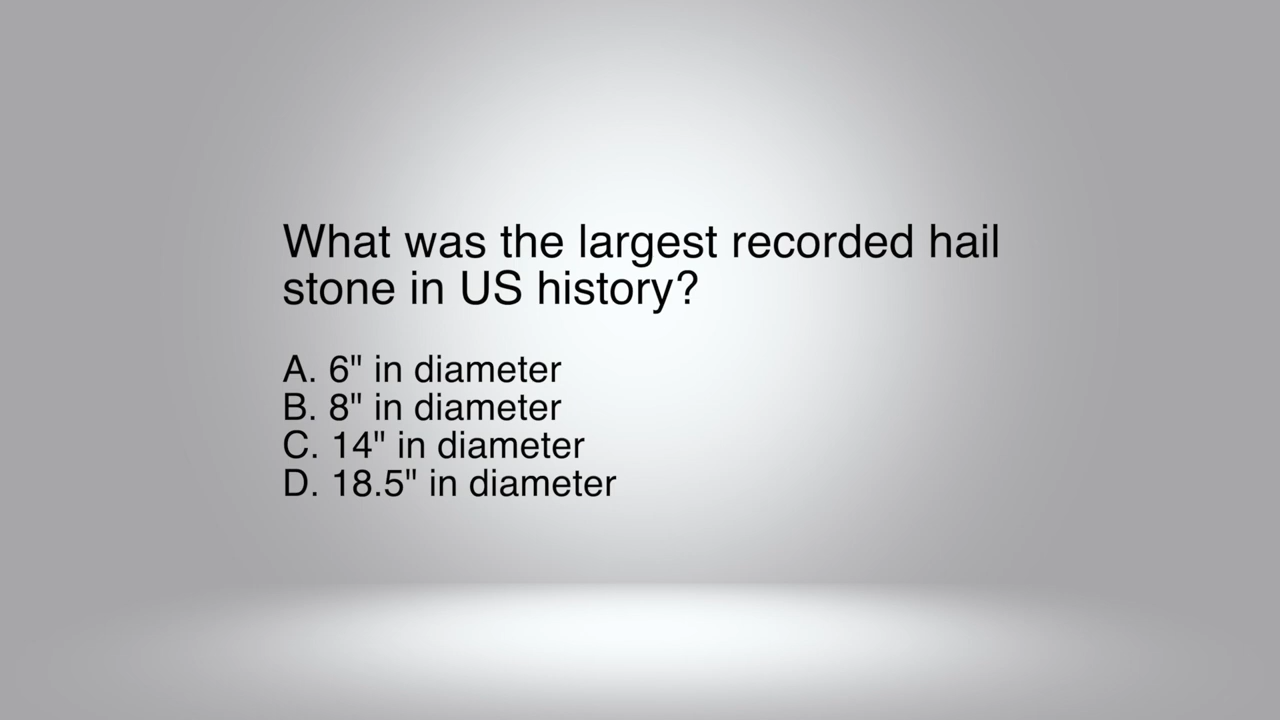 What was the largest recorded hail
stone in US history?
A. 6" in diameter
B. 8" in diameter
C. 14" in diameter
D. 18.5" in diameter